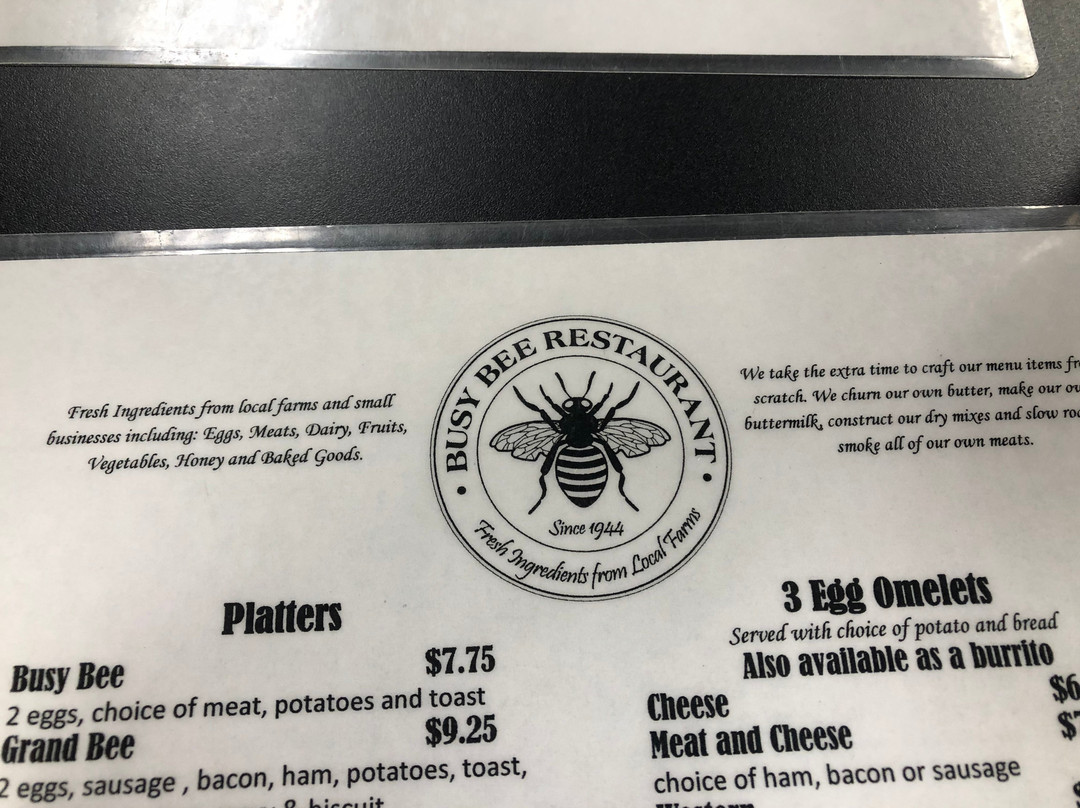 Fresh Ingredients from local farms and small
businesses including: Eggs, Meats, Dairy, Fruits,
Vegetables, Honey and Baked Goods.
• BUSY BEE RESTAURANT •
Since 1944
Fresh Ingredients from Local Farms
We take the extra time to craft our menu items
scratch. We churn our own butter, make our
buttermilk, construct our dry mixes and slow
smoke all of our own meats.
Platters
Busy Bee $7.75
2 eggs, choice of meat, potatoes and toast
Grand Bee $9.25
2 eggs, sausage , bacon, ham, potatoes, toast,
& biscuit
3 Egg Omelets
Served with choice of potato and bread
Also available as a burrito
Cheese
Meat and Cheese
choice of ham, bacon or sausage
Western